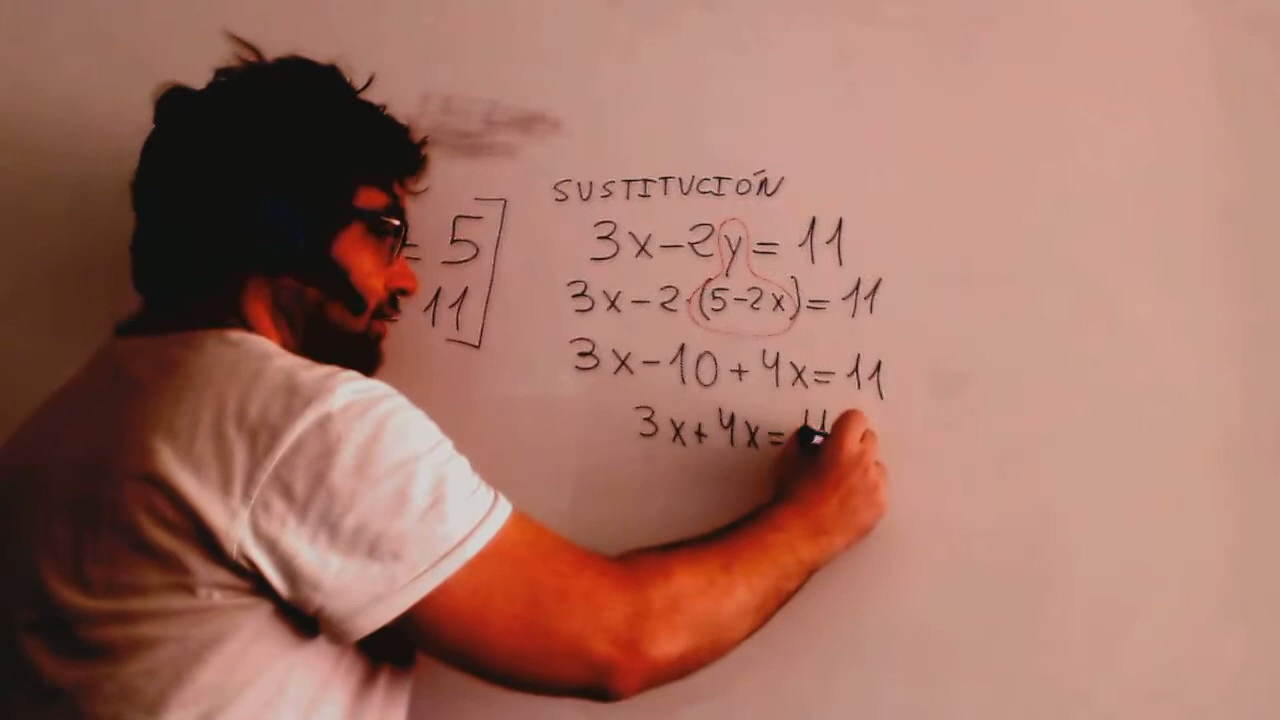 = 5
11
SUSTITUCIÓN
3x-2y = 11
3x-2·(5-2x) = 11
3x-10+4x=11
3x+4x= 11